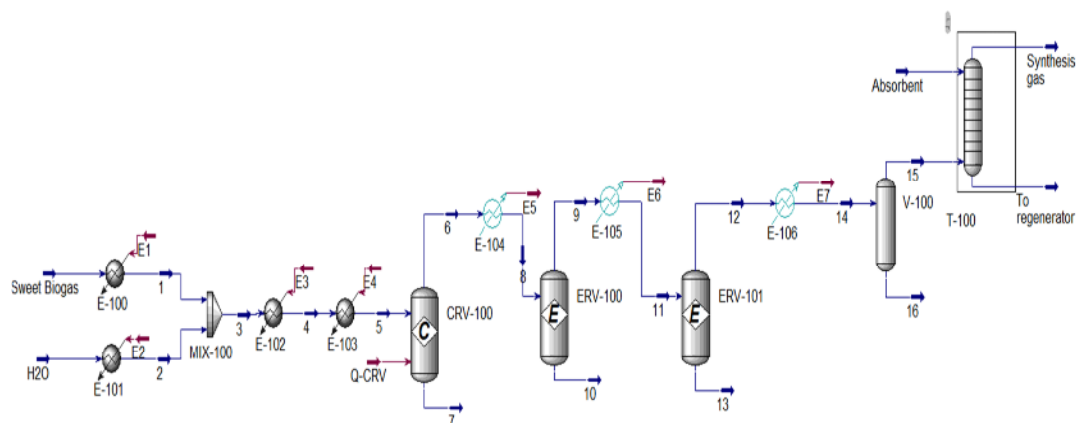 Sweet Biogas
E1
E-100
1
H2O
E2
E-101
2
MIX-100
3
E3
E-102
4
E4
E-103
5
Q-CRV
C
CRV-100
6
7
E5
E-104
8
E
ERV-100
9
10
E6
E-105
11
E
ERV-101
12
13
E7
E-106
14
V-100
15
16
Absorbent
T-100
Synthesis
gas
To
regenerator